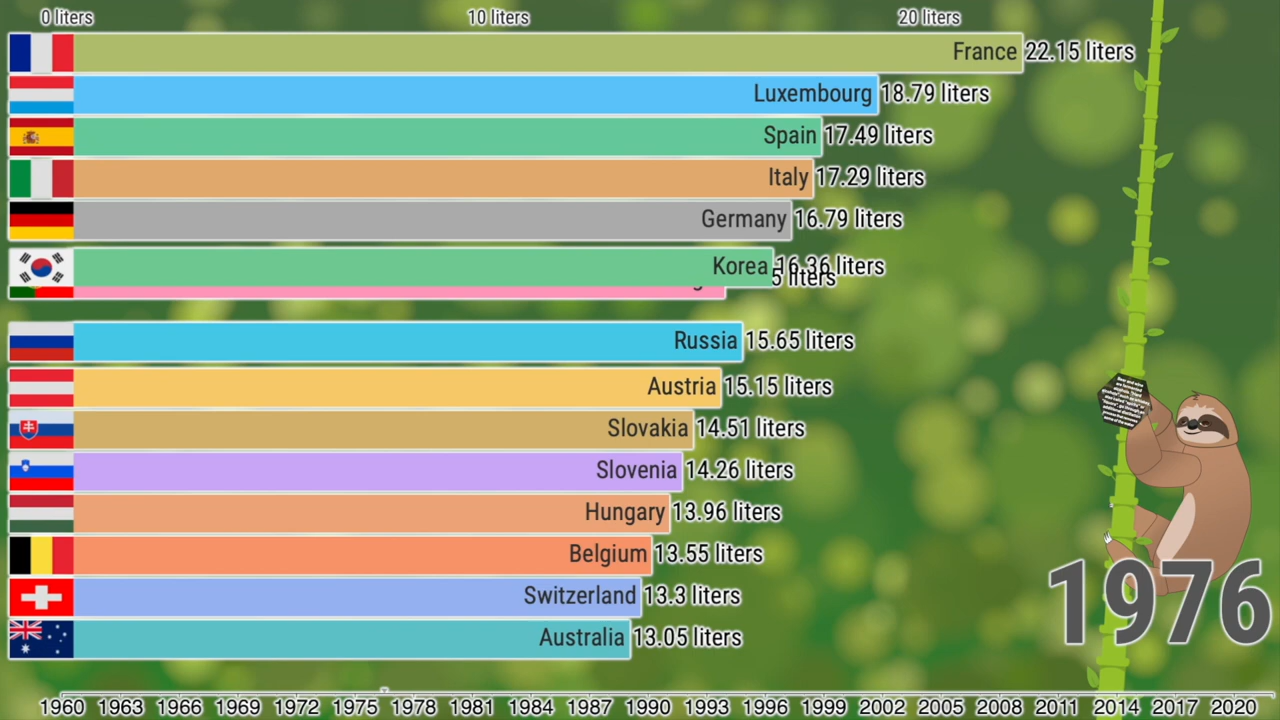 0 liters 10 liters 20 liters
France 22.15 liters
Luxembourg 18.79 liters
Spain 17.49 liters
Italy 17.29 liters
Germany 16.79 liters
Korea 16.36 liters
liters
Russia 15.65 liters
Austria 15.15 liters
Slovakia 14.51 liters
Slovenia 14.26 liters
Hungary 13.96 liters
Belgium 13.55 liters
Switzerland 13.3 liters
Australia 13.05 liters
1976
1960 1963 1966 1969 1972 1975 1978 1981 1984 1987 1990 1993 1996 1999 2002 2005 2008 2011 2014 2017 2020